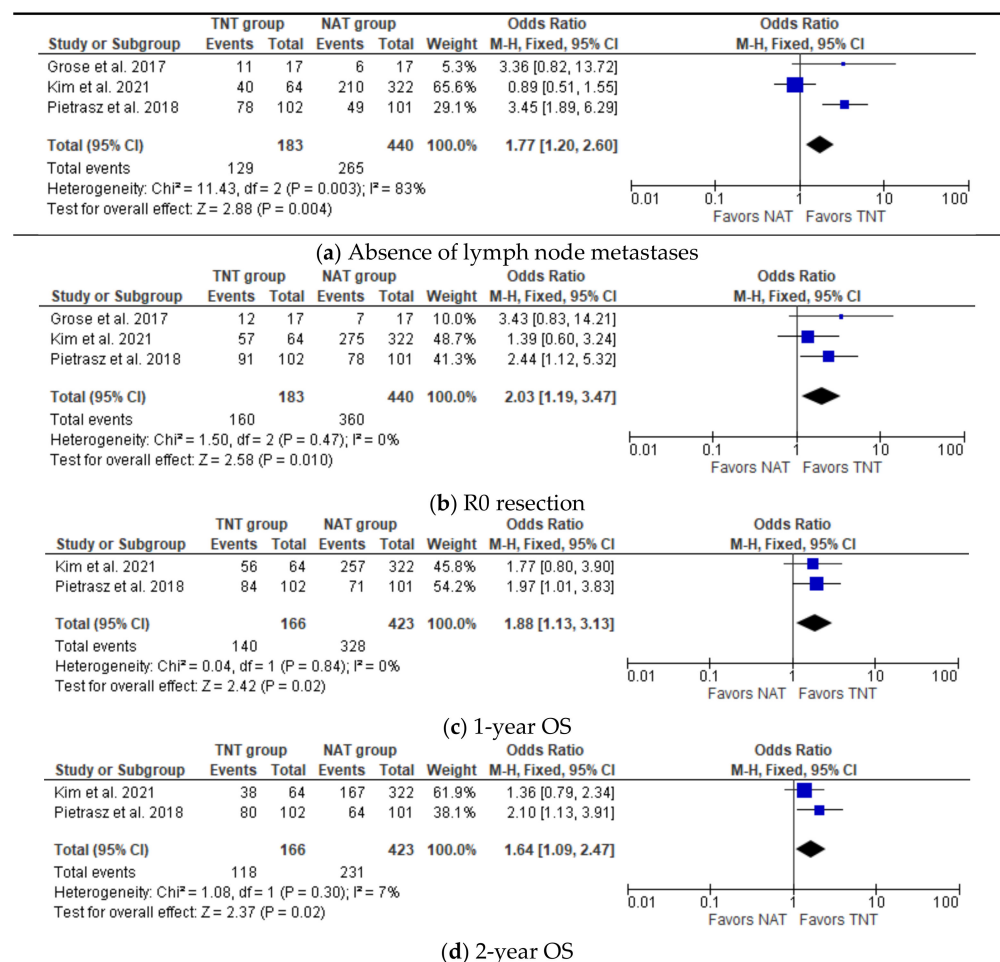 TNT group NAT group Odds Ratio Odds Ratio
Study or Subgroup Events Total Events Total Weight M-H, Fixed, 95% CI M-H, Fixed, 95% CI
Grose et al. 2017 11 17 6 17 5.3% 3.36 [0.82, 13.72]
Kim et al. 2021 40 64 210 322 65.6% 0.89 [0.51, 1.55]
Pietrasz et al. 2018 78 102 49 101 29.1% 3.45 [1.89, 6.29]
Total (95% CI) 183 440 100.0% 1.77 [1.20, 2.60]
Total events 129 265
Heterogeneity: Chi² = 11.43, df = 2 (P = 0.003); I² = 83%
Test for overall effect: Z = 2.88 (P = 0.004)
0.01 0.1 1 10 100
Favors NAT Favors TNT
(a) Absence of lymph node metastases
TNT group NAT group Odds Ratio Odds Ratio
Study or Subgroup Events Total Events Total Weight M-H, Fixed, 95% CI M-H, Fixed, 95% CI
Grose et al. 2017 12 17 7 17 10.0% 3.43 [0.83, 14.21]
Kim et al. 2021 57 64 275 322 48.7% 1.39 [0.60, 3.24]
Pietrasz et al. 2018 91 102 78 101 41.3% 2.44 [1.12, 5.32]
Total (95% CI) 183 440 100.0% 2.03 [1.19, 3.47]
Total events 160 360
Heterogeneity: Chi² = 1.50, df = 2 (P = 0.47); I² = 0%
Test for overall effect: Z = 2.58 (P = 0.010)
0.01 0.1 1 10 100
Favors NAT Favors TNT
(b) R0 resection
TNT group NAT group Odds Ratio Odds Ratio
Study or Subgroup Events Total Events Total Weight M-H, Fixed, 95% CI M-H, Fixed, 95% CI
Kim et al. 2021 56 64 257 322 45.8% 1.77 [0.80, 3.90]
Pietrasz et al. 2018 84 102 71 101 54.2% 1.97 [1.01, 3.83]
Total (95% CI) 166 423 100.0% 1.88 [1.13, 3.13]
Total events 140 328
Heterogeneity: Chi² = 0.04, df = 1 (P = 0.84); I² = 0%
Test for overall effect: Z = 2.42 (P = 0.02)
0.01 0.1 1 10 100
Favors NAT Favors TNT
(c) 1-year OS
TNT group NAT group Odds Ratio Odds Ratio
Study or Subgroup Events Total Events Total Weight M-H, Fixed, 95% CI M-H, Fixed, 95% CI
Kim et al. 2021 38 64 167 322 61.9% 1.36 [0.79, 2.34]
Pietrasz et al. 2018 80 102 64 101 38.1% 2.10 [1.13, 3.91]
Total (95% CI) 166 423 100.0% 1.64 [1.09, 2.47]
Total events 118 231
Heterogeneity: Chi² = 1.08, df = 1 (P = 0.30); I² = 7%
Test for overall effect: Z = 2.37 (P = 0.02)
0.01 0.1 1 10 100
Favors NAT Favors TNT
(d) 2-year OS